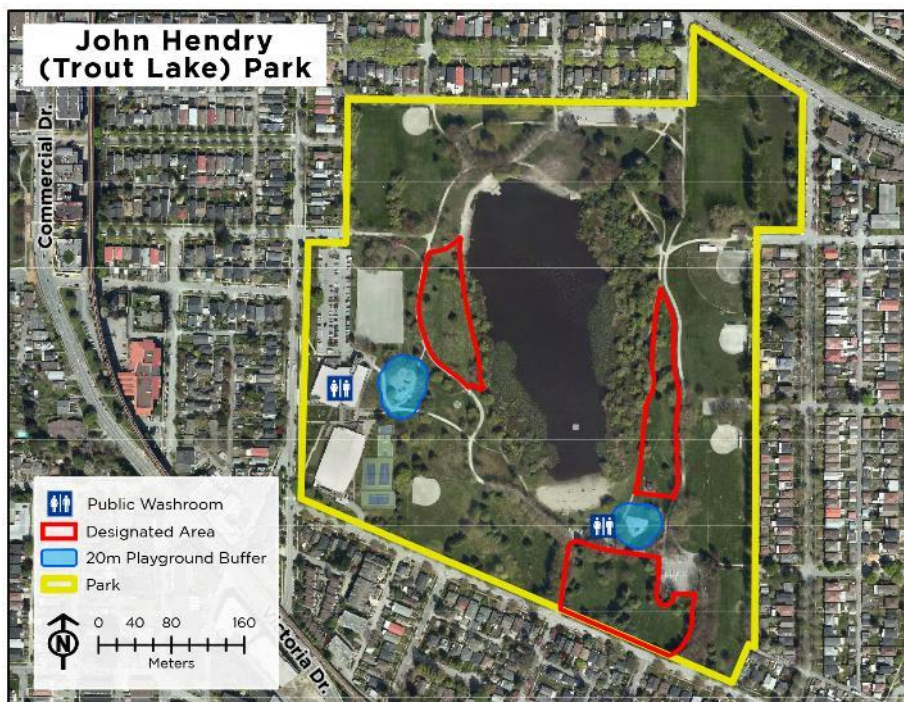 John Hendry
(Trout Lake) Park
Commercial Dr.
Public Washroom
Designated Area
20m Playground Buffer
Park
N
0 40 80 160
Meters
ctoria Dr.